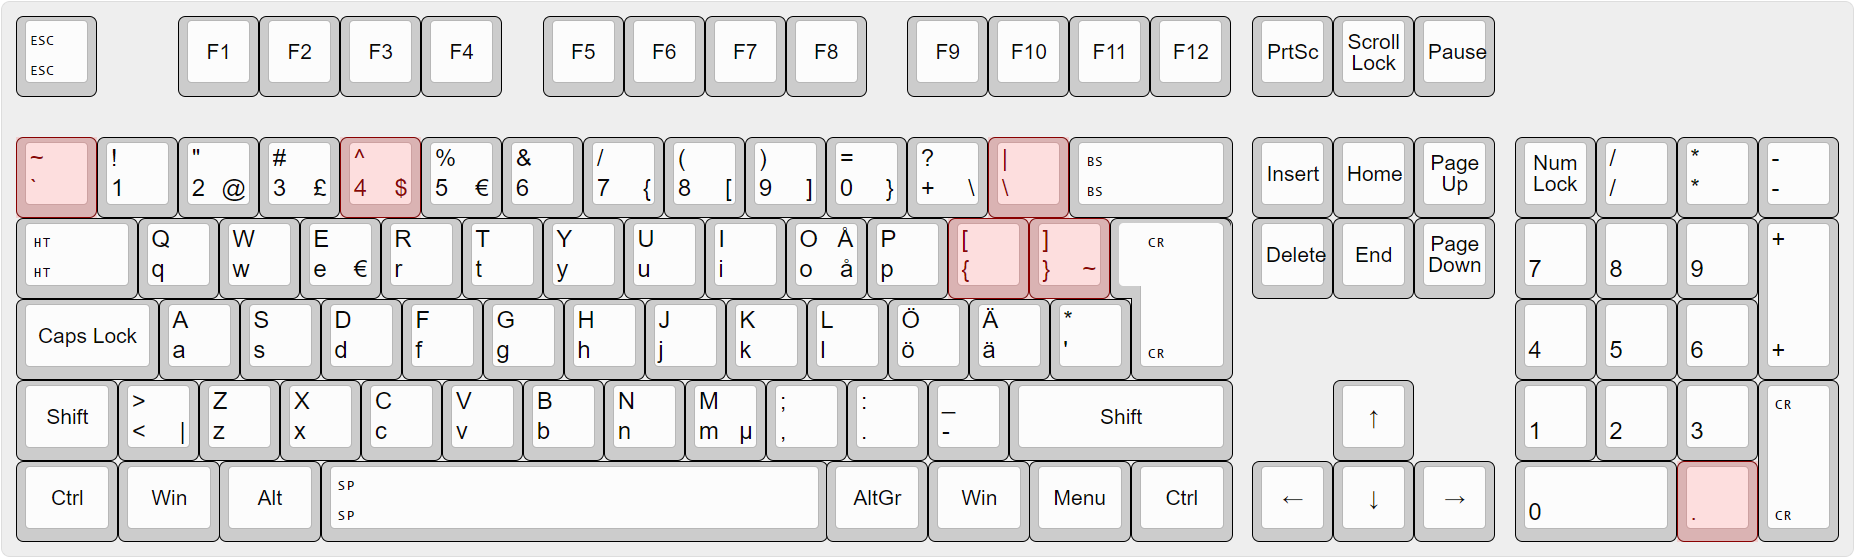 ESC F1 F2 F3 F4 F5 F6 F7 F8 F9 F10 F11 F12 PrtSc Scroll Lock Pause
ESC
~ ! " # ^ % & / ( ) = ? | BS Insert Home Page Up Num Lock / * -
` 1 2 @ 3 £ 4 $ 5 € 6 7 { 8 [ 9 ] 0 } + \ \ BS / * -
HT Q W E R T Y U I O Å P [ ] CR Delete End Page Down +
HT q w e € r t y u i o å p { } ~ 7 8 9
Caps Lock A S D F G H J K L Ö Ä *
a s d f g h j k l ö ä ' CR 4 5 6 +
Shift > Z X C V B N M ; : _ Shift ↑ CR
< | z x c v b n m µ , . - 1 2 3
Ctrl Win Alt SP AltGr Win Menu Ctrl ← ↓ →
SP 0 . CR